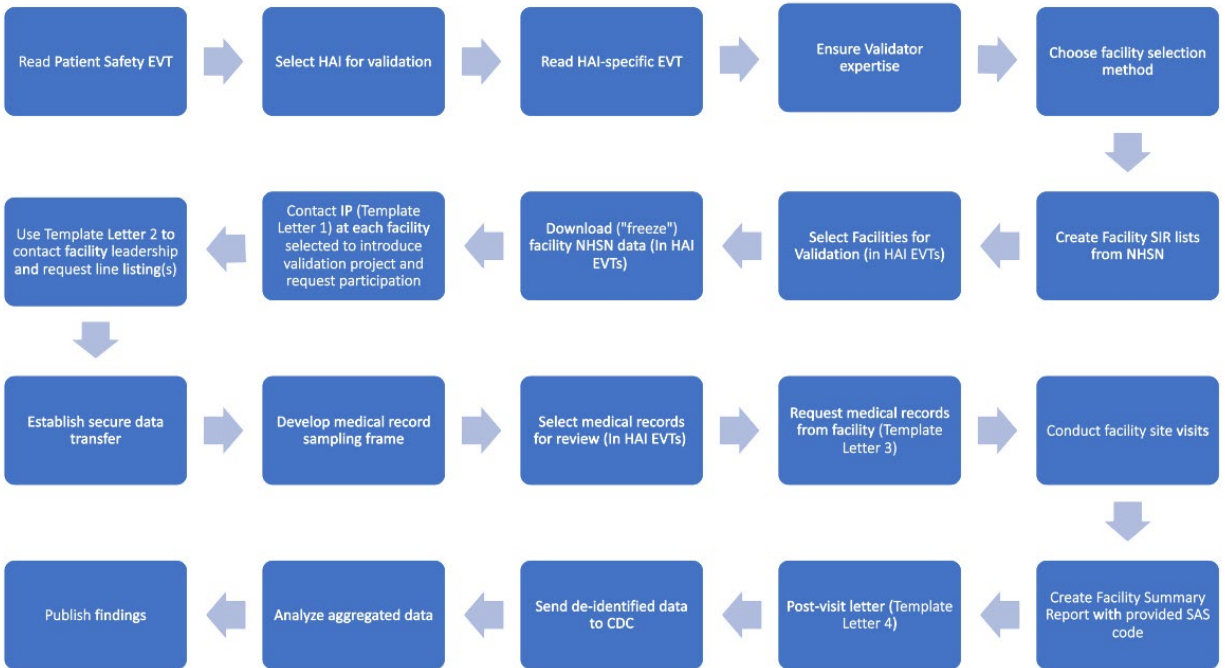 Read Patient Safety EVT
Select HAI for validation
Read HAI-specific EVT
Ensure Validator
expertise
Choose facility selection
method
Create Facility SIR lists
from NHSN
Select Facilities for
Validation (in HAI EVTs)
Download ("freeze")
facility NHSN data (In HAI
EVTs)
Contact IP (Template
Letter 1) at each facility
selected to introduce
validation project and
request participation
Use Template Letter 2 to
contact facility leadership
and request line listing(s)
Establish secure data
transfer
Develop medical record
sampling frame
Select medical records
for review (In HAI EVTs)
Request medical records
from facility (Template
Letter 3)
Conduct facility site visits
Create Facility Summary
Report with provided SAS
code
Post-visit letter (Template
Letter 4)
Send de-identified data
to CDC
Analyze aggregated data
Publish findings